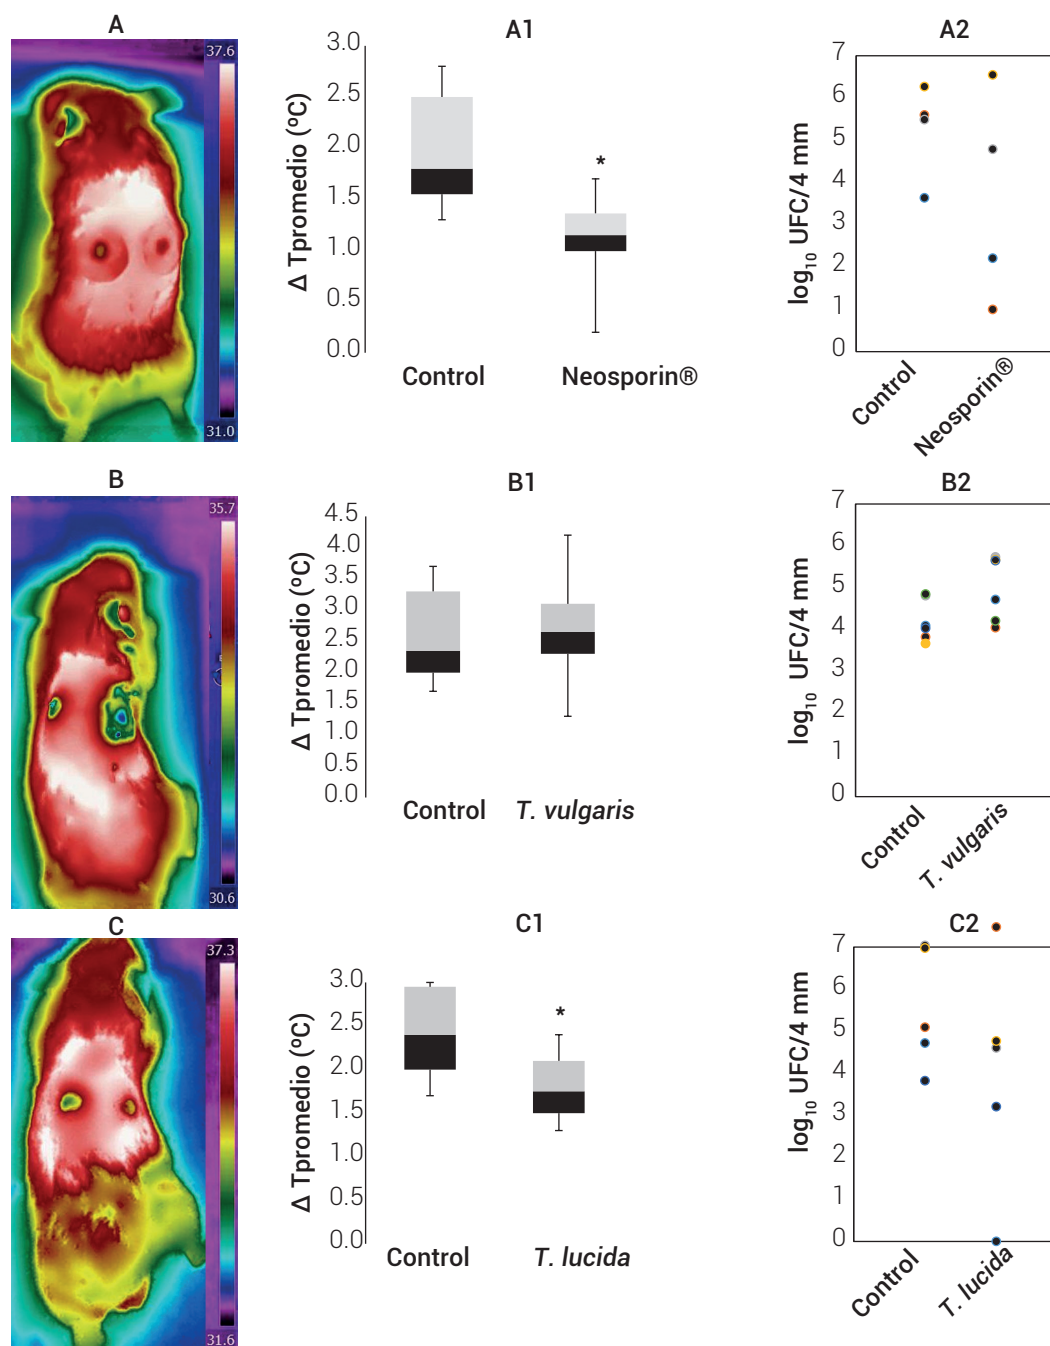 A
37.6
31.0
A1
Δ Tpromedio (ºC)
3.0
2.5
2.0
1.5
1.0
0.5
0.0
*
Control
Neosporin®
A2
log10 UFC/4 mm
7
6
5
4
3
2
1
0
Control
Neosporin®
B
35.7
30.6
B1
Δ Tpromedio (ºC)
4.5
4.0
3.5
3.0
2.5
2.0
1.5
1.0
0.5
0.0
Control
T. vulgaris
B2
log10 UFC/4 mm
7
6
5
4
3
2
1
0
Control
T. vulgaris
C
37.3
31.6
C1
Δ Tpromedio (ºC)
3.0
2.5
2.0
1.5
1.0
0.5
0.0
*
Control
T. lucida
C2
log10 UFC/4 mm
7
6
5
4
3
2
1
0
Control
T. lucida